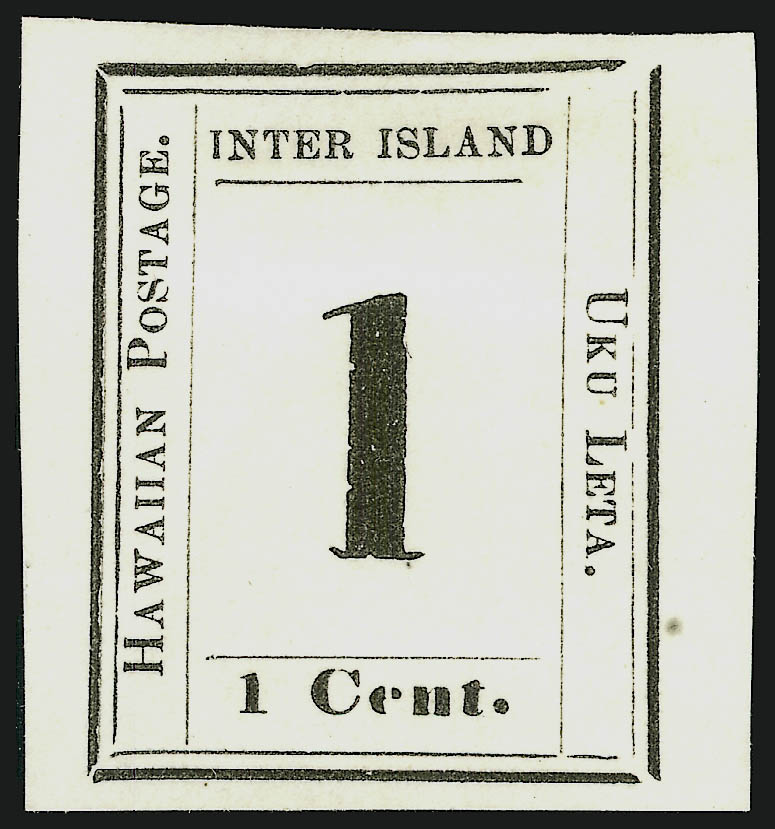 INTER ISLAND
HAWAIIAN POSTAGE.
1
UKU LETA.
1 Cent.